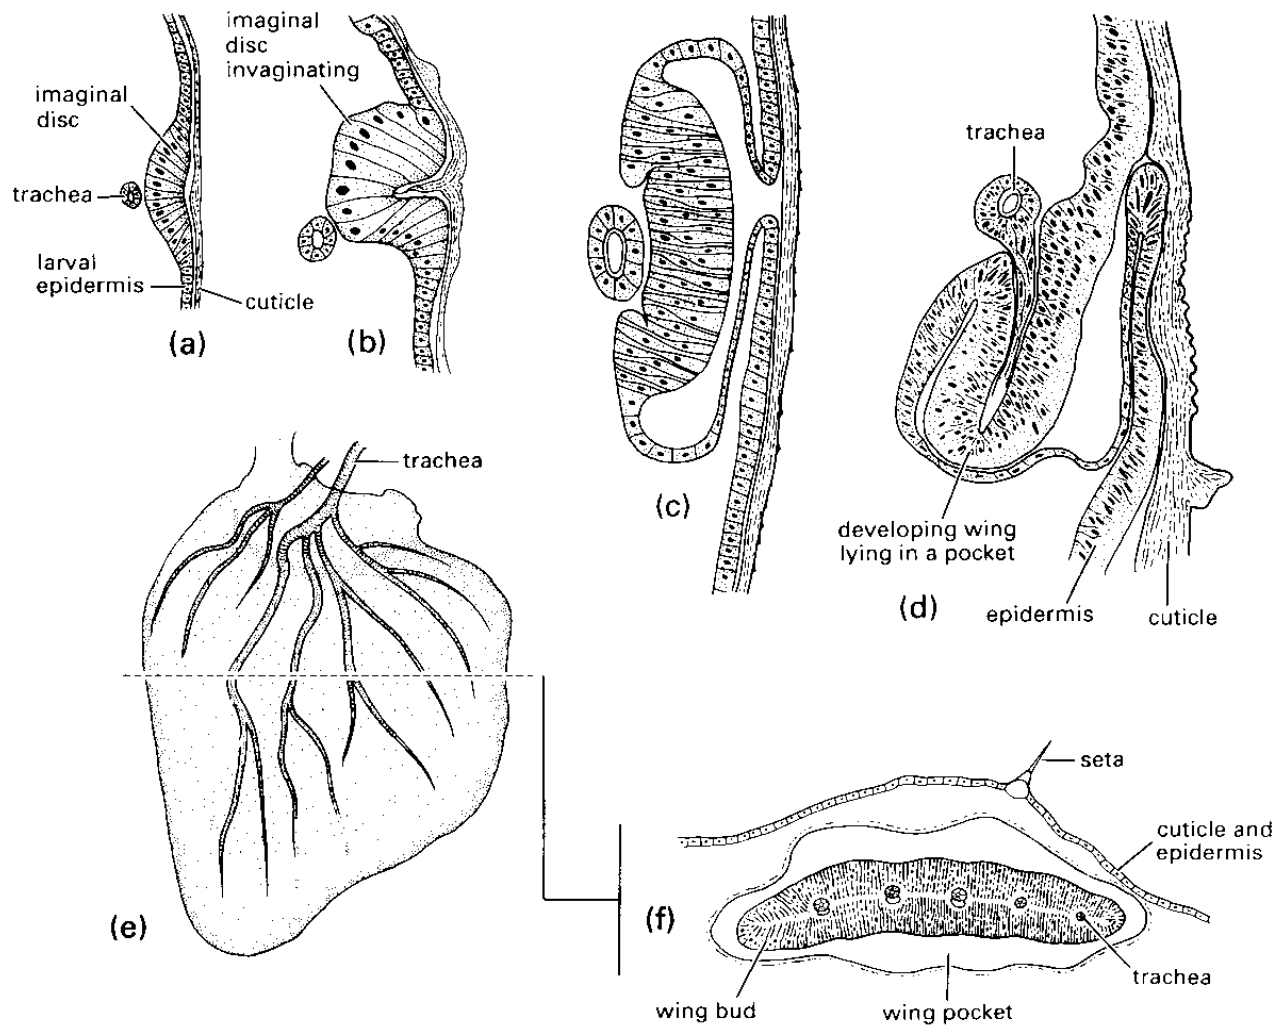 imaginal
disc
trachea
larval
epidermis
cuticle
(a)
imaginal
disc
invaginating
(b)
(c)
trachea
developing wing
lying in a pocket
(d)
epidermis
cuticle
trachea
(e)
seta
cuticle and
epidermis
(f)
trachea
wing bud
wing pocket